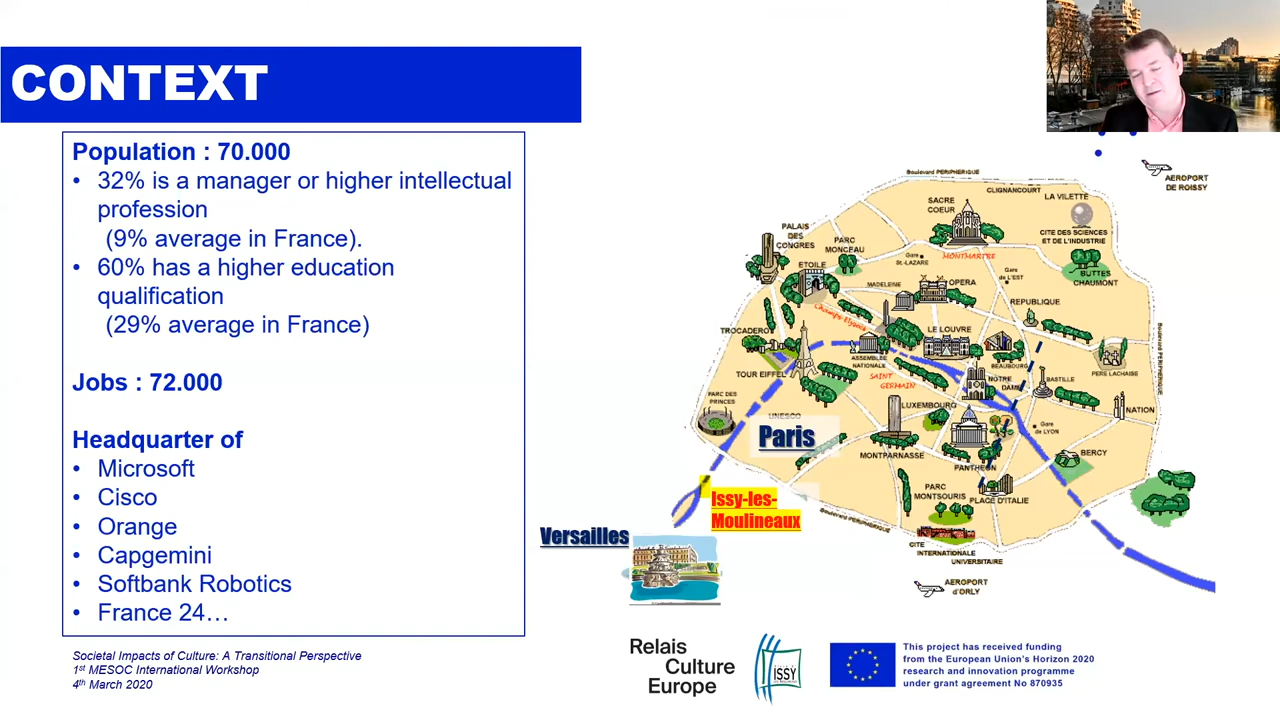 CONTEXT
Population : 70.000
• 32% is a manager or higher intellectual
profession
(9% average in France).
• 60% has a higher education
qualification
(29% average in France)
Jobs : 72.000
Headquarter of
• Microsoft
• Cisco
• Orange
• Capgemini
• Softbank Robotics
• France 24…
Societal Impacts of Culture: A Transitional Perspective
1st MESOC International Workshop
4th March 2020
AEROPORT
DE ROISSY
Boulevard PERIPHERIQUE
CLIGNANCOURT
LA VILLETTE
SACRE
COEUR
CITE DES SCIENCES
ET DE L'INDUSTRIE
PALAIS
DES
CONGRES
PARC
MONCEAU
MONTMARTRE
Gare
St-LAZARE
Gare
de L'EST
BUTTES
CHAUMONT
ETOILE
MADELEINE
OPERA
REPUBLIQUE
Champs-Elysees
TROCADERO
LE LOUVRE
Boulevard PERIPHERIQUE
ASSEMBLEE
NATIONALE
BEAUBOURG
PERE LACHAISE
TOUR EIFFEL
SAINT
GERMAIN
NOTRE
DAME
BASTILLE
PARC
DES
PRINCES
UNESCO
LUXEMBOURG
NATION
Gare
de LYON
Paris
MONTPARNASSE
PANTHEON
BERCY
PARC
MONTSOURIS
PLACE D'ITALIE
Issy-les-
Moulineaux
Boulevard PERIPHERIQUE
Versailles
CITE
INTERNATIONALE
UNIVERSITAIRE
AEROPORT
d'ORLY
Relais
Culture
Europe
ISSY
This project has received funding
from the European Union's Horizon 2020
research and innovation programme
under grant agreement No 870935